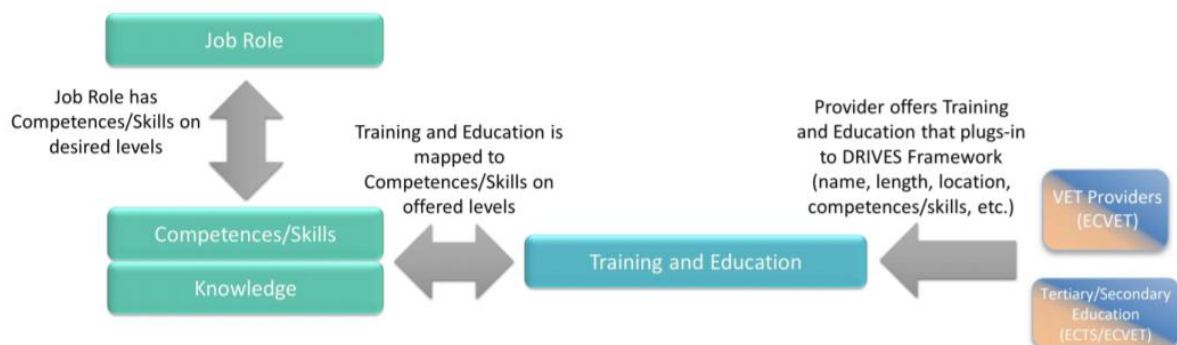 Job Role
Job Role has
Competences/Skills on
desired levels
Training and Education is
mapped to
Competences/Skills on
offered levels
Provider offers Training
and Education that plugs-in
to DRIVES Framework
(name, length, location,
competences/skills, etc.)
VET Providers
(ECVET)
Competences/Skills
Knowledge
Training and Education
Tertiary/Secondary
Education
(ECTS/ECVET)